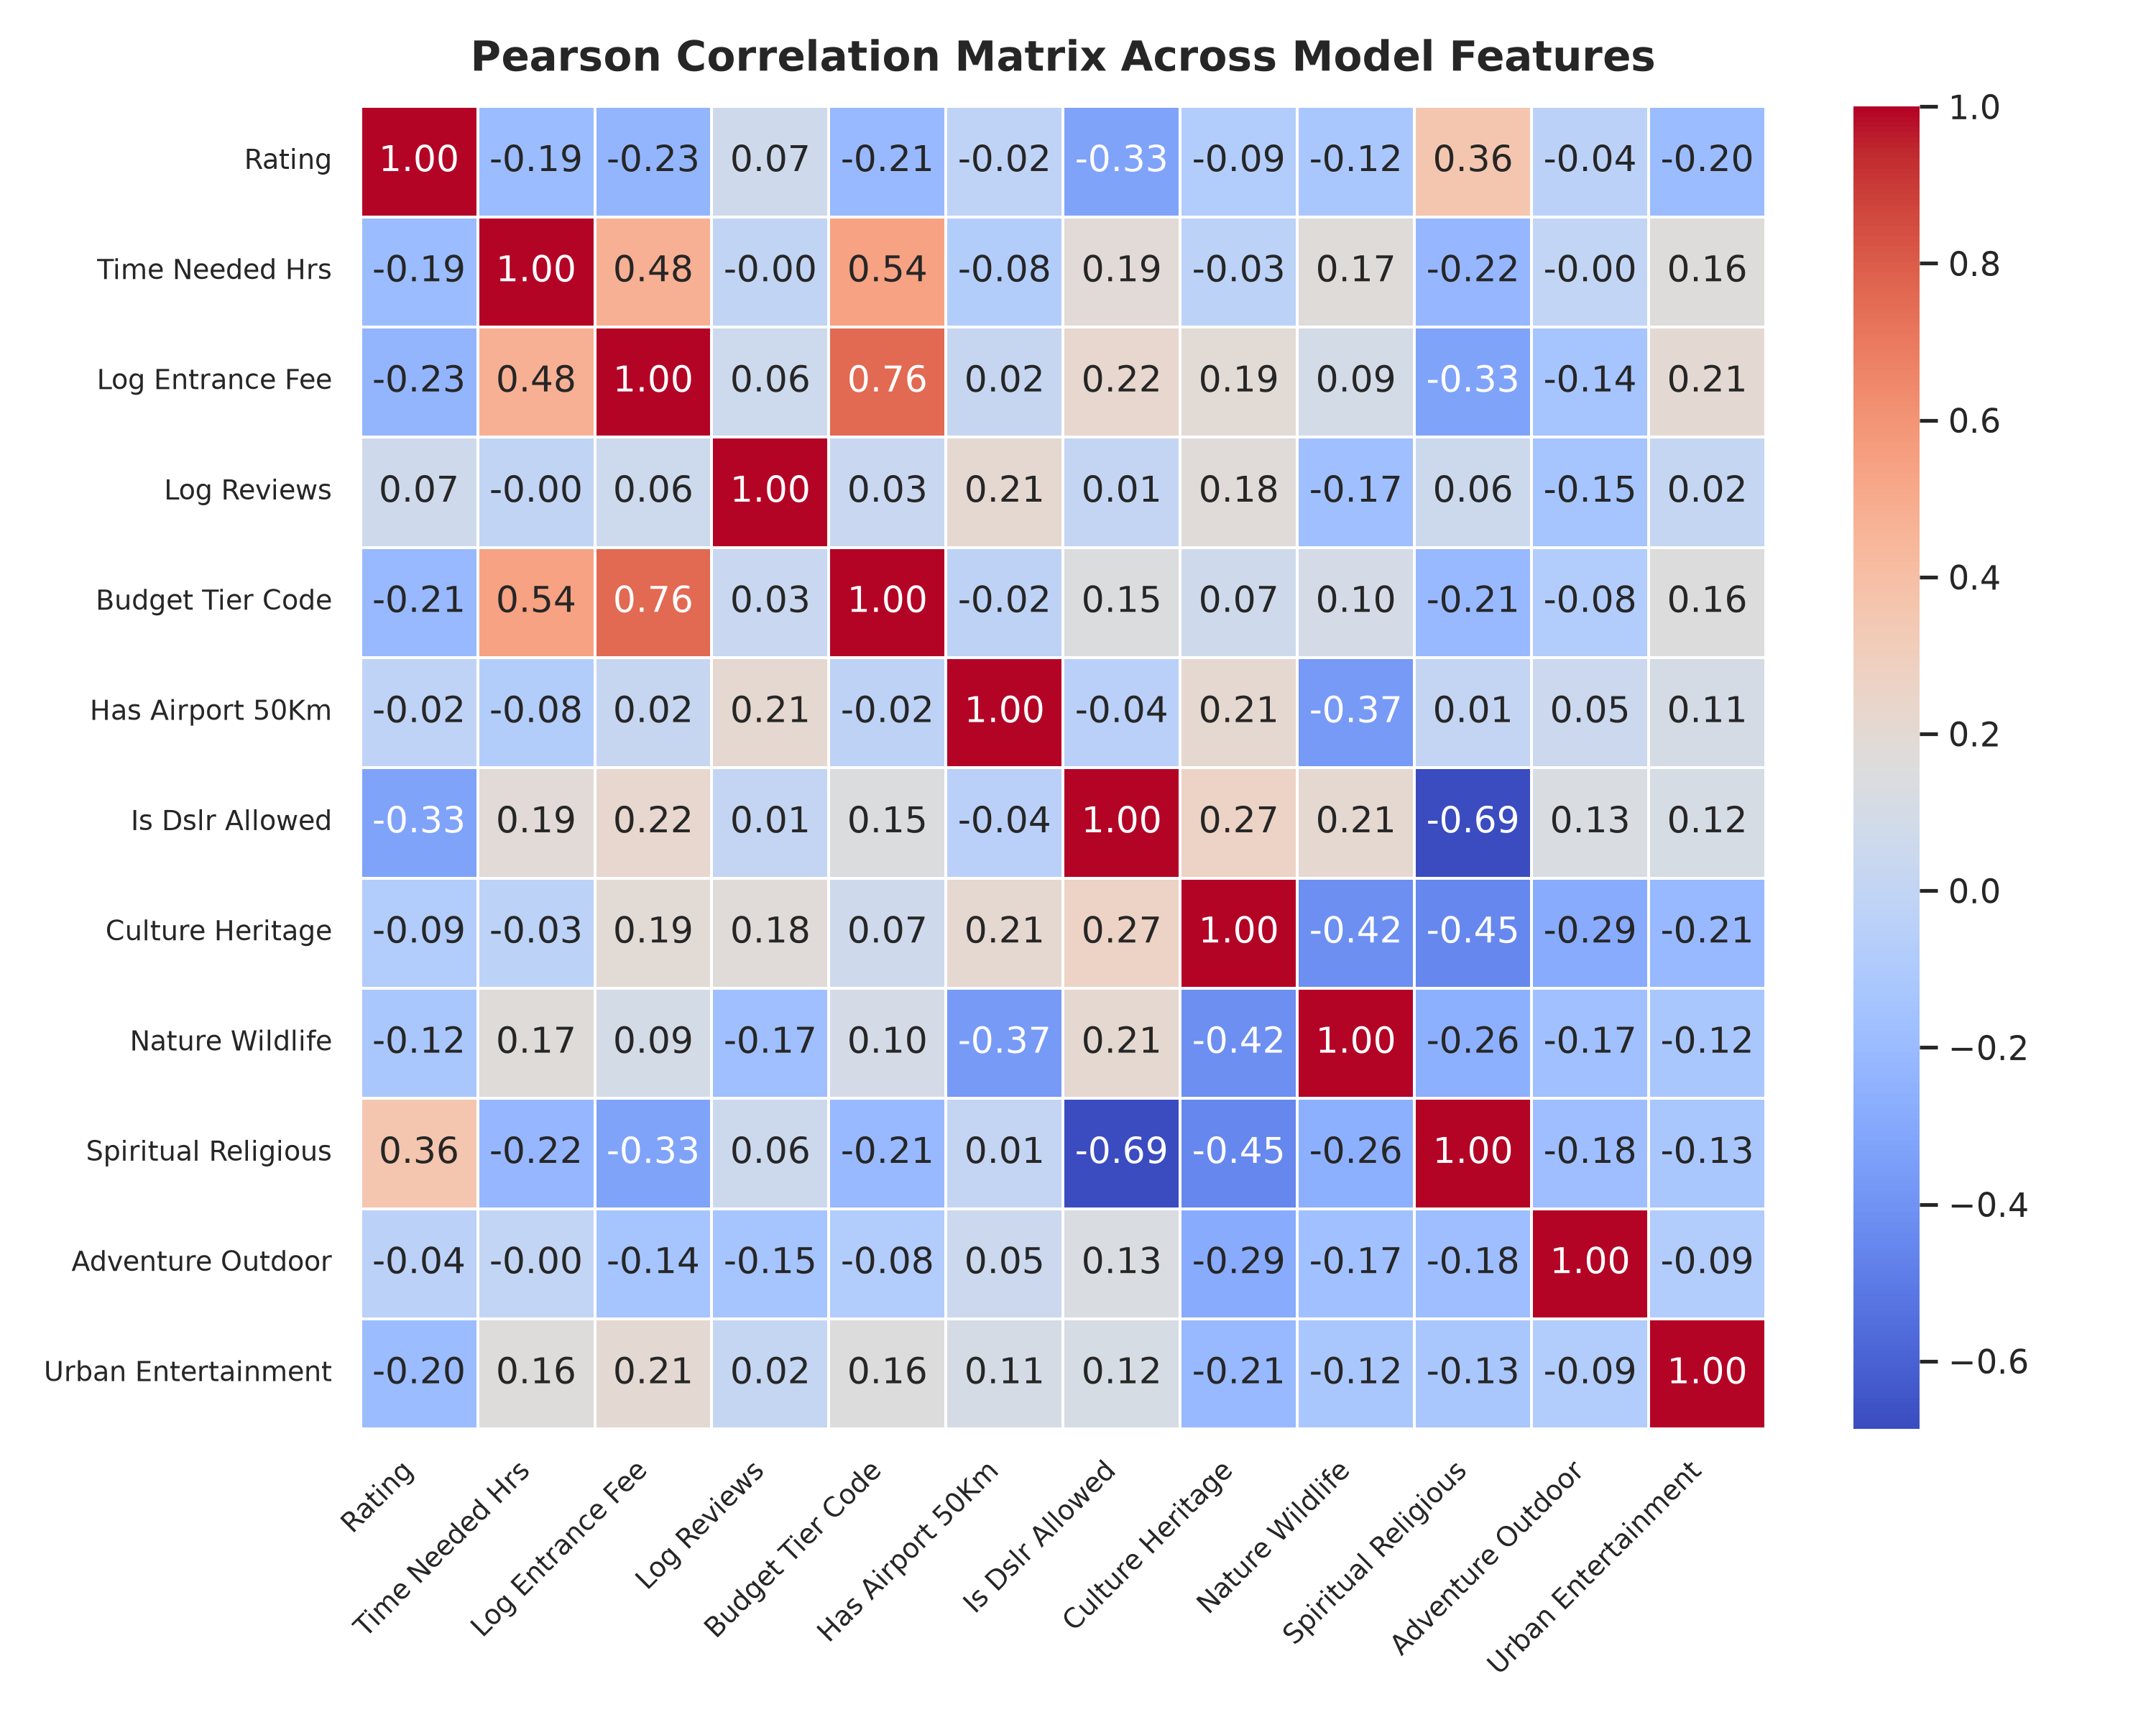 Pearson Correlation Matrix Across Model Features
Rating 1.00 -0.19 -0.23 0.07 -0.21 -0.02 -0.33 -0.09 -0.12 0.36 -0.04 -0.20
Time Needed Hrs -0.19 1.00 0.48 -0.00 0.54 -0.08 0.19 -0.03 0.17 -0.22 -0.00 0.16
Log Entrance Fee -0.23 0.48 1.00 0.06 0.76 0.02 0.22 0.19 0.09 -0.33 -0.14 0.21
Log Reviews 0.07 -0.00 0.06 1.00 0.03 0.21 0.01 0.18 -0.17 0.06 -0.15 0.02
Budget Tier Code -0.21 0.54 0.76 0.03 1.00 -0.02 0.15 0.07 0.10 -0.21 -0.08 0.16
Has Airport 50Km -0.02 -0.08 0.02 0.21 -0.02 1.00 -0.04 0.21 -0.37 0.01 0.05 0.11
Is Dslr Allowed -0.33 0.19 0.22 0.01 0.15 -0.04 1.00 0.27 0.21 -0.69 0.13 0.12
Culture Heritage -0.09 -0.03 0.19 0.18 0.07 0.21 0.27 1.00 -0.42 -0.45 -0.29 -0.21
Nature Wildlife -0.12 0.17 0.09 -0.17 0.10 -0.37 0.21 -0.42 1.00 -0.26 -0.17 -0.12
Spiritual Religious 0.36 -0.22 -0.33 0.06 -0.21 0.01 -0.69 -0.45 -0.26 1.00 -0.18 -0.13
Adventure Outdoor -0.04 -0.00 -0.14 -0.15 -0.08 0.05 0.13 -0.29 -0.17 -0.18 1.00 -0.09
Urban Entertainment -0.20 0.16 0.21 0.02 0.16 0.11 0.12 -0.21 -0.12 -0.13 -0.09 1.00
Rating
Time Needed Hrs
Log Entrance Fee
Log Reviews
Budget Tier Code
Has Airport 50Km
Is Dslr Allowed
Culture Heritage
Nature Wildlife
Spiritual Religious
Adventure Outdoor
Urban Entertainment
1.0
0.8
0.6
0.4
0.2
0.0
−0.2
−0.4
−0.6